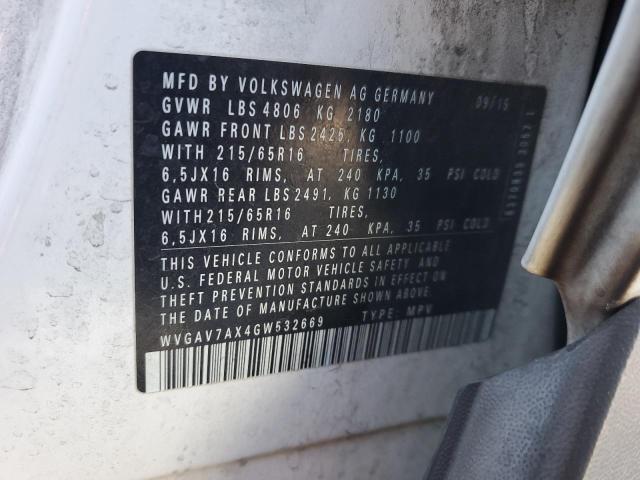 MFD BY VOLKSWAGEN AG GERMANY 09/15
GVWR LBS 4806 KG 2180
GAWR FRONT LBS 2425, KG 1100
WITH 215/65R16 TIRES,
6,5JX16 RIMS, AT 240 KPA, 35 PSI COLD
GAWR REAR LBS 2491, KG 1130
WITH 215/65R16 TIRES,
6,5JX16 RIMS, AT 240 KPA, 35 PSI COLD
THIS VEHICLE CONFORMS TO ALL APPLICABLE
U.S. FEDERAL MOTOR VEHICLE SAFETY AND
THEFT PREVENTION STANDARDS IN EFFECT ON
THE DATE OF MANUFACTURE SHOWN ABOVE.
WVGAV7AX4GW532669 TYPE: MPV